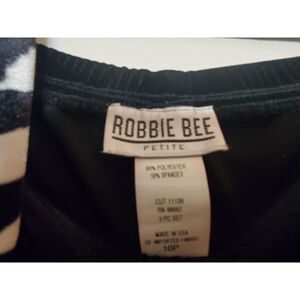 ROBBIE BEE
PETITE
90% POLYESTER
10% SPANDEX
CUT 11138
3 PC SET
MADE IN USA
OF IMPORTED FABRIC
10P